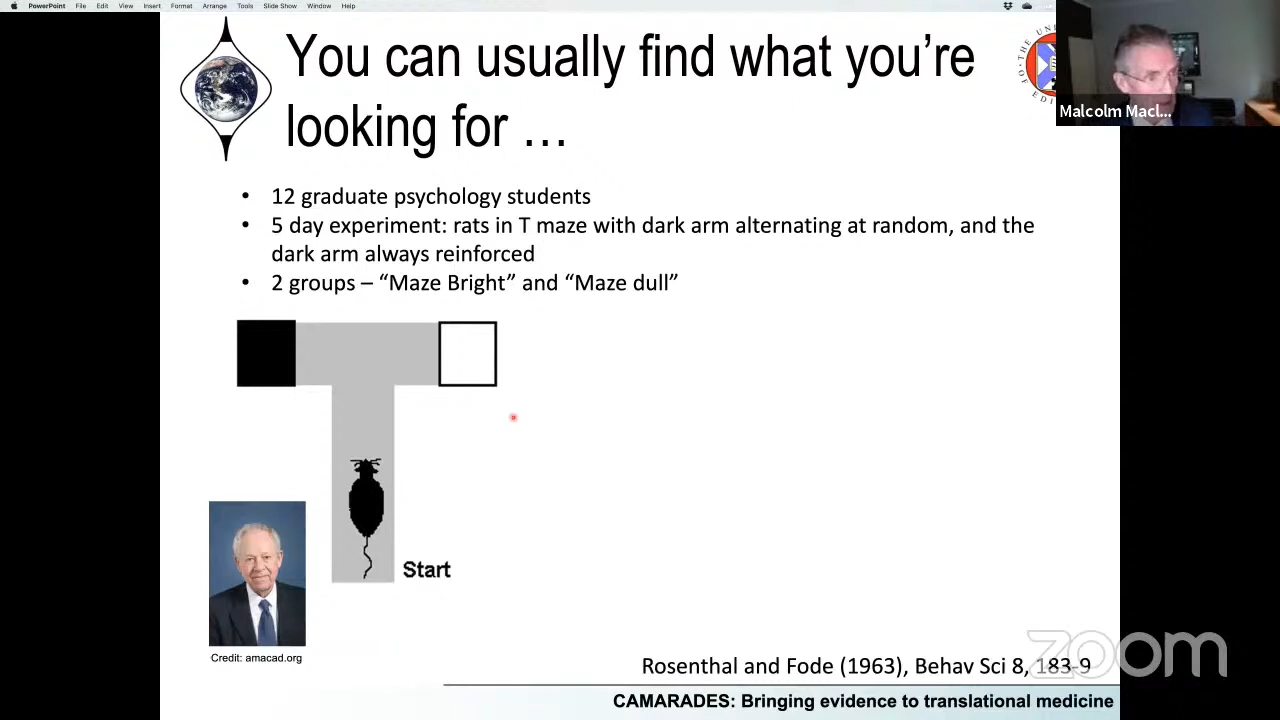 PowerPoint File Edit View Insert Format Arrange Tools Slide Show Window Help
You can usually find what you’re
looking for …
Malcolm Macl...
• 12 graduate psychology students
• 5 day experiment: rats in T maze with dark arm alternating at random, and the
dark arm always reinforced
• 2 groups – “Maze Bright” and “Maze dull”
Start
Credit: amacad.org
Rosenthal and Fode (1963), Behav Sci 8, 183-9
zoom
CAMARADES: Bringing evidence to translational medicine